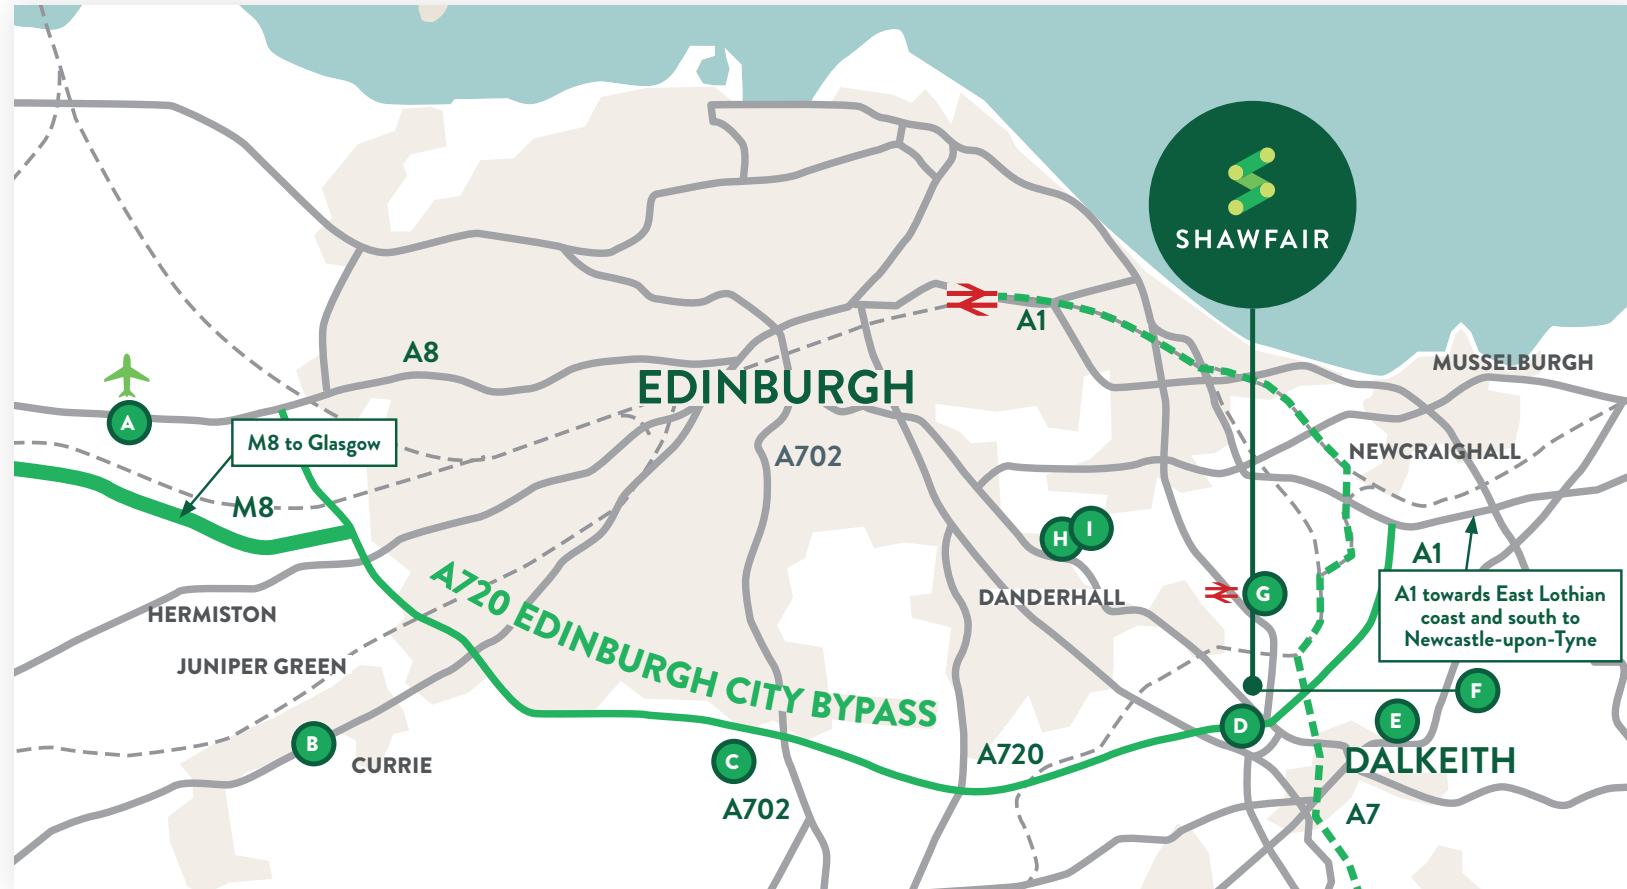 SHAWFAIR
A1
A8
MUSSELBURGH
EDINBURGH
A
M8 to Glasgow
A702
NEWCRAIGHALL
M8
H
I
A1
A720 EDINBURGH CITY BYPASS
DANDERHALL
G
A1 towards East Lothian
coast and south to
Newcastle-upon-Tyne
HERMISTON
JUNIPER GREEN
F
E
D
B
CURRIE
C
A720
DALKEITH
A702
A7